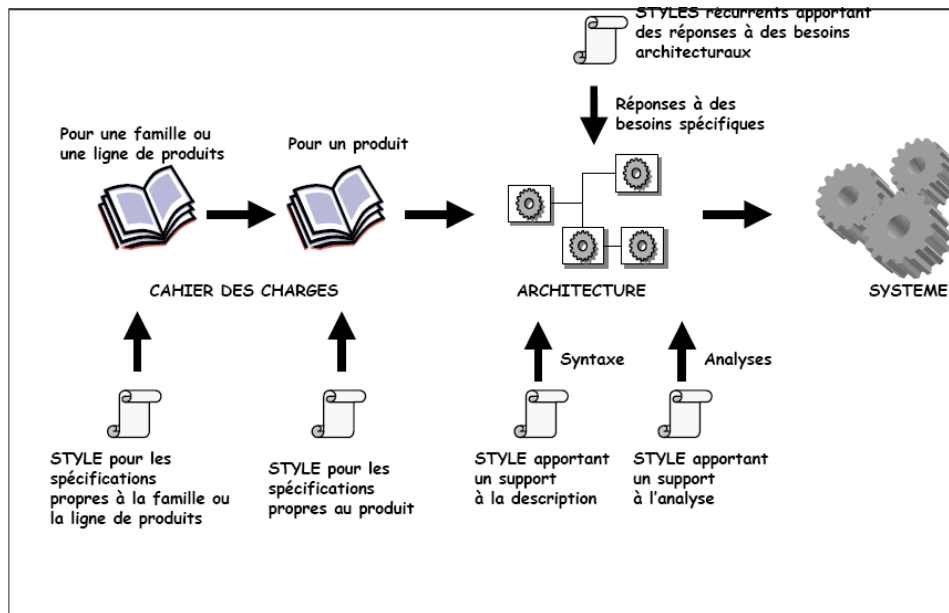 STYLES récurrents apportant
des réponses à des besoins
architecturaux
Réponses à des
besoins spécifiques
Pour une famille ou
une ligne de produits
Pour un produit
CAHIER DES CHARGES
ARCHITECTURE
SYSTEME
Syntaxe
Analyses
STYLE pour les
spécifications
propres à la famille ou
la ligne de produits
STYLE pour les
spécifications
propres au produit
STYLE apportant
un support
à la description
STYLE apportant
un support
à l'analyse